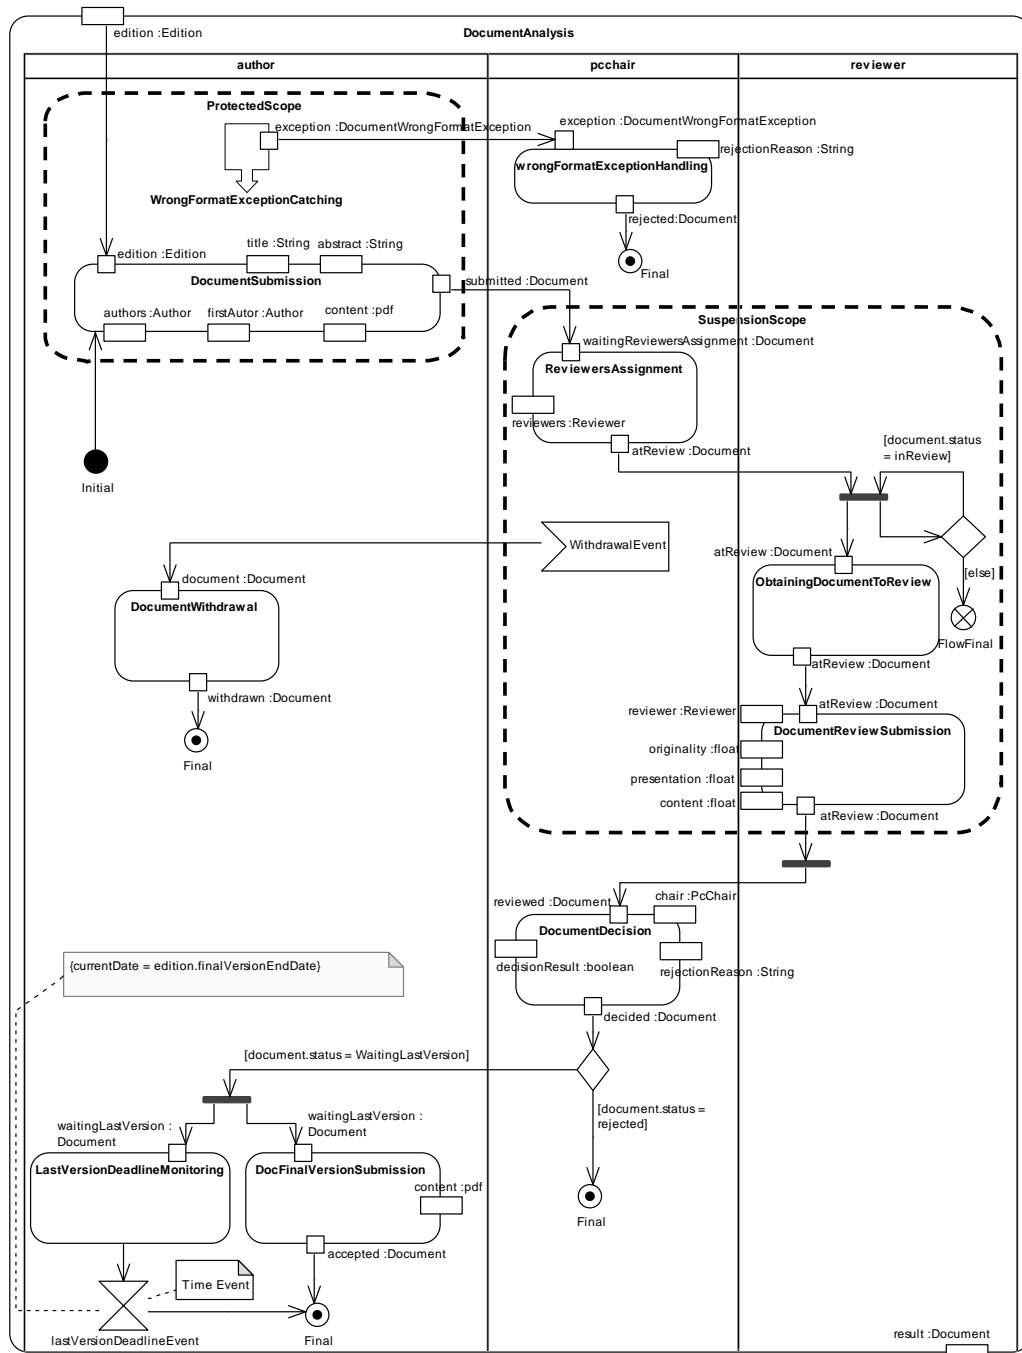 edition :Edition
DocumentAnalysis
author
pcchair
reviewer
ProtectedScope
exception :DocumentWrongFormatException
exception :DocumentWrongFormatException
rejectionReason :String
wrongFormatExceptionHandling
WrongFormatExceptionCatching
rejected:Document
Final
edition :Edition
title :String
abstract :String
DocumentSubmission
submitted :Document
authors :Author
firstAutor :Author
content :pdf
SuspensionScope
waitingReviewersAssignment :Document
ReviewersAssignment
reviewers :Reviewer
atReview :Document
[document.status
= inReview]
Initial
WithdrawalEvent
atReview :Document
[else]
document :Document
DocumentWithdrawal
ObtainingDocumentToReview
FlowFinal
atReview :Document
withdrawn :Document
Final
reviewer :Reviewer
atReview :Document
DocumentReviewSubmission
originality :float
presentation :float
content :float
atReview :Document
reviewed :Document
chair :PcChair
DocumentDecision
decisionResult :boolean
rejectionReason :String
{currentDate = edition.finalVersionEndDate}
decided :Document
[document.status = WaitingLastVersion]
[document.status =
rejected]
waitingLastVersion :
Document
waitingLastVersion :
Document
LastVersionDeadlineMonitoring
DocFinalVersionSubmission
content :pdf
Final
accepted :Document
Time Event
lastVersionDeadlineEvent
Final
result :Document